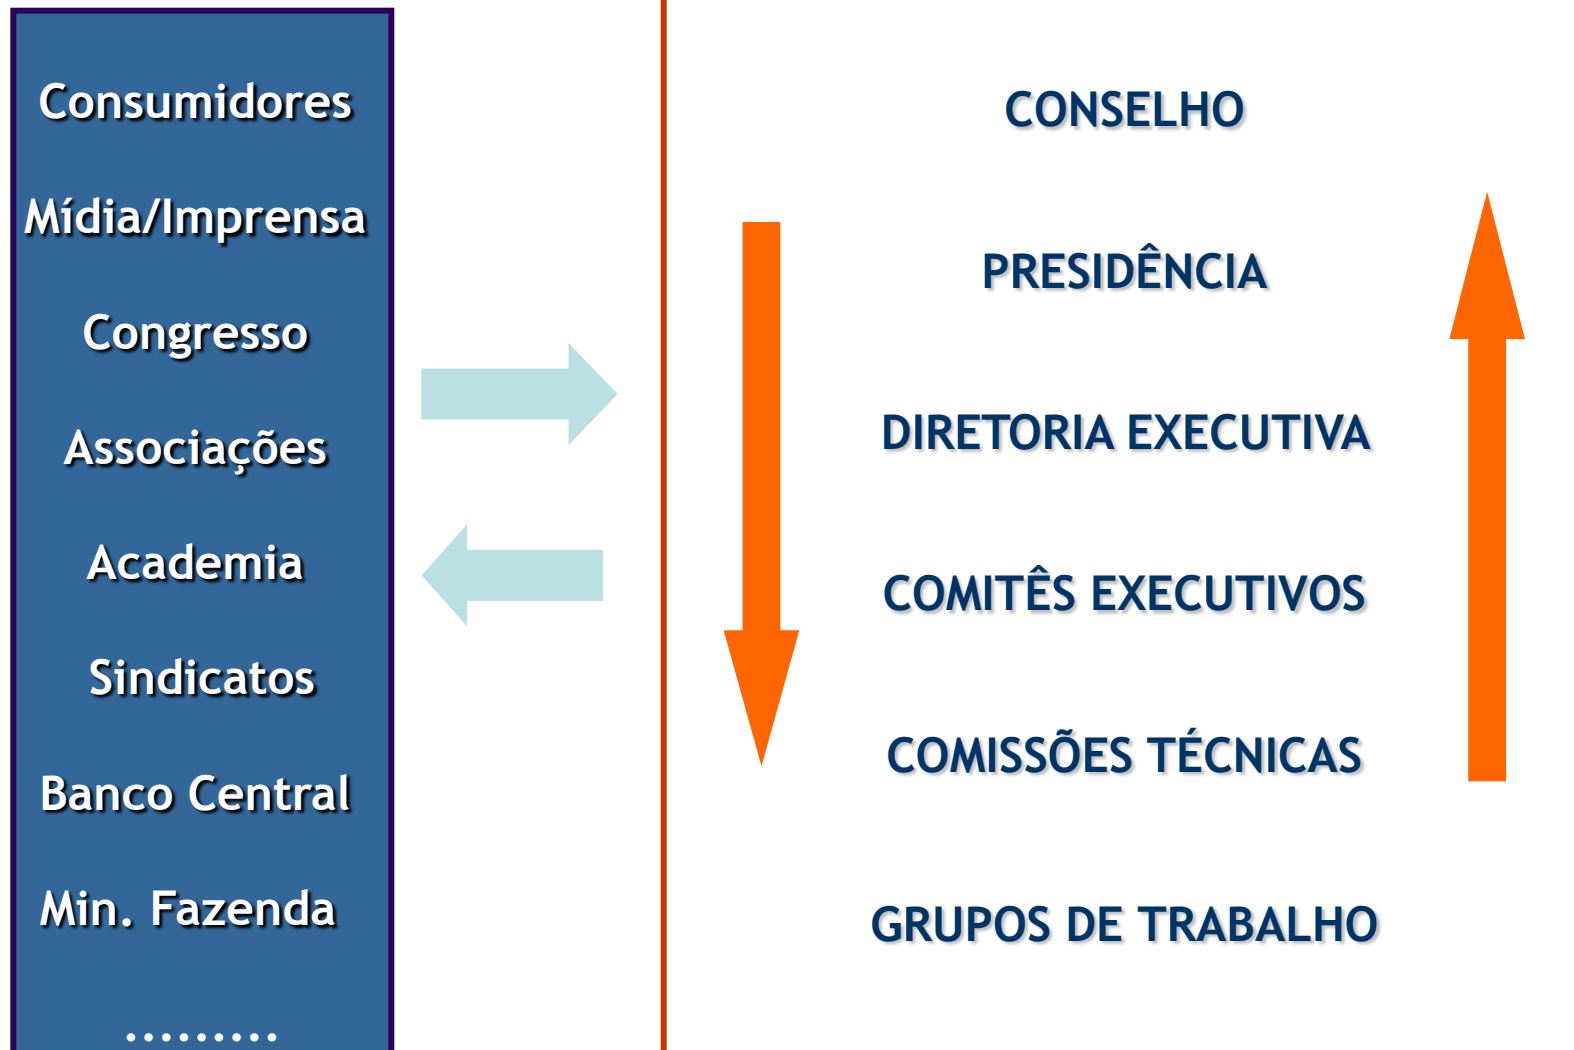 Consumidores
Mídia/Imprensa
Congresso
Associações
Academia
Sindicatos
Banco Central
Min. Fazenda
.........
CONSELHO
PRESIDÊNCIA
DIRETORIA EXECUTIVA
COMITÊS EXECUTIVOS
COMISSÕES TÉCNICAS
GRUPOS DE TRABALHO